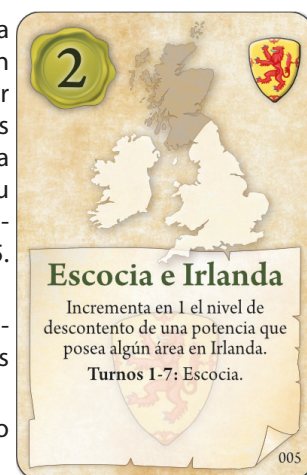 2
Escocia e Irlanda
Incrementa en 1 el nivel de
descontento de una potencia que
posea algún área en Irlanda.
Turnos 1-7: Escocia.
005